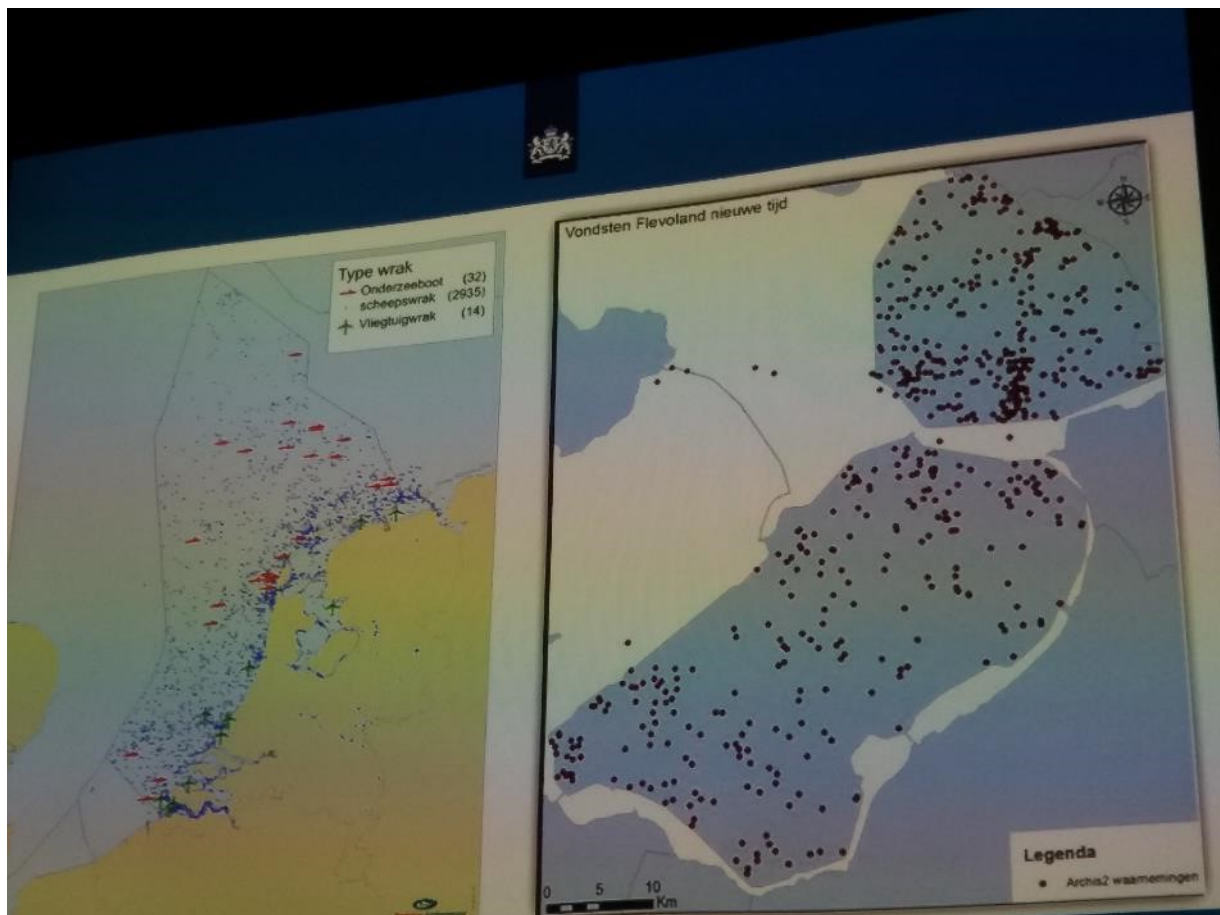 Type wrak
Onderzeeboot (32)
scheepswrak (2935)
Vliegtuigwrak (14)
Vondsten Flevoland nieuwe tijd
N
Legenda
Archis2 waarnemingen
0 5 10
Km